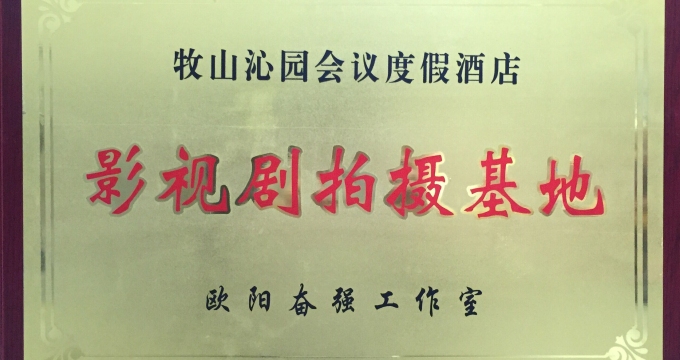 牧山沁园会议度假酒店
影视剧拍摄基地
欧阳奋强工作室